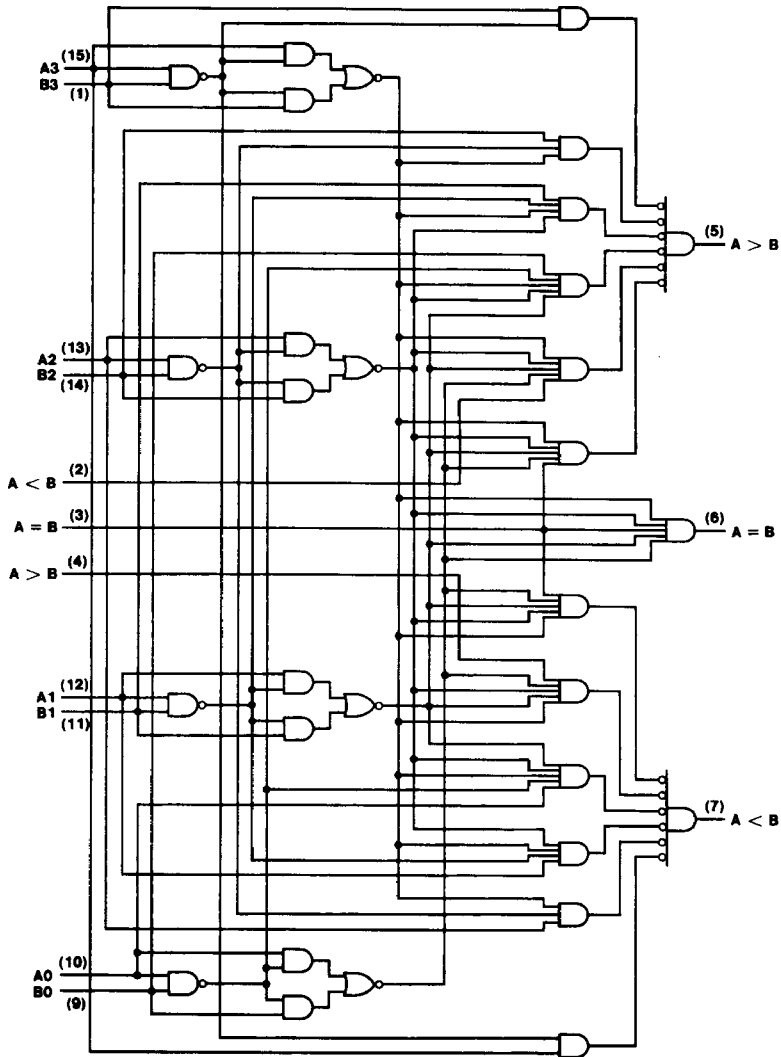 A3 (15)
B3 (1)
(5) A > B
A2 (13)
B2 (14)
A < B (2)
A = B (3)
(6) A = B
A > B (4)
A1 (12)
B1 (11)
(7) A < B
A0 (10)
B0 (9)